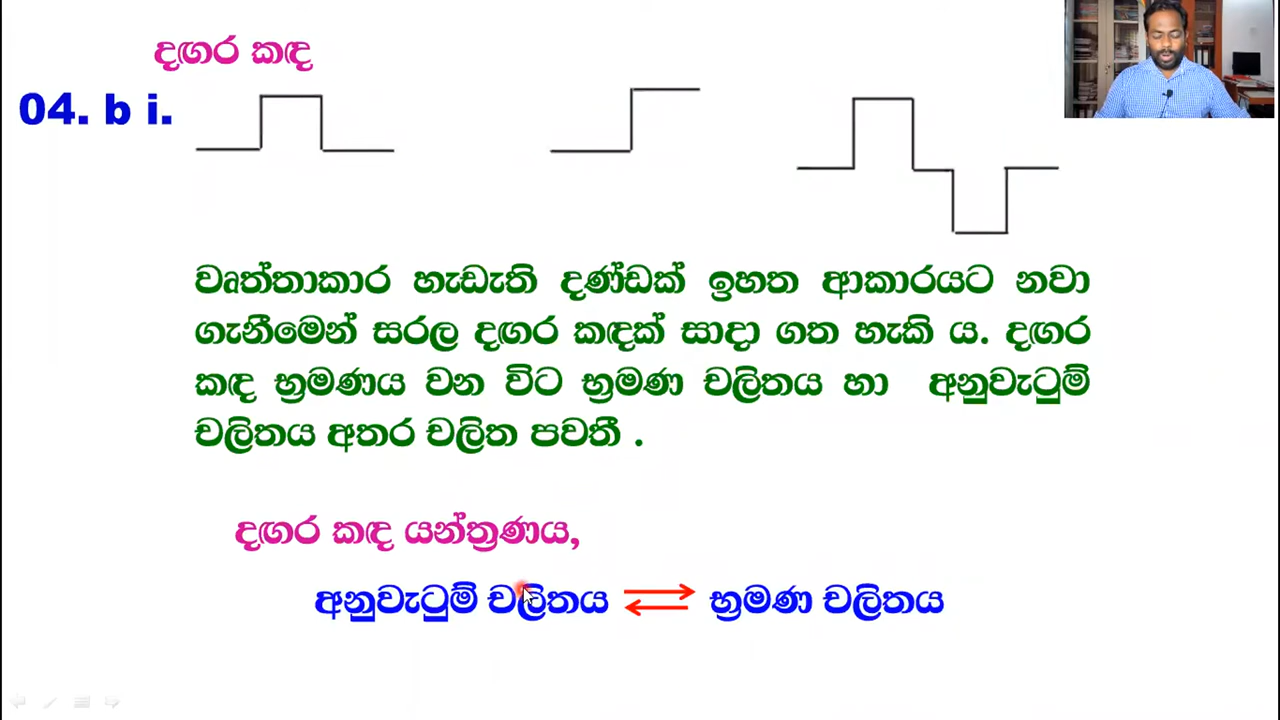 දඟර කඳ
04. b i.
වෘත්තාකාර හැඩැති දණ්ඩක් ඉහත ආකාරයට නවා
ගැනීමෙන් සරල දඟර කඳක් සාදා ගත හැකි ය. දඟර
කඳ භ්‍රමණය වන විට භ්‍රමණ චලිතය හා අනුවැටුම්
චලිතය අතර චලිත පවතී .
දඟර කඳ යන්ත්‍රණය,
අනුවැටුම් චලිතය ⇄ භ්‍රමණ චලිතය